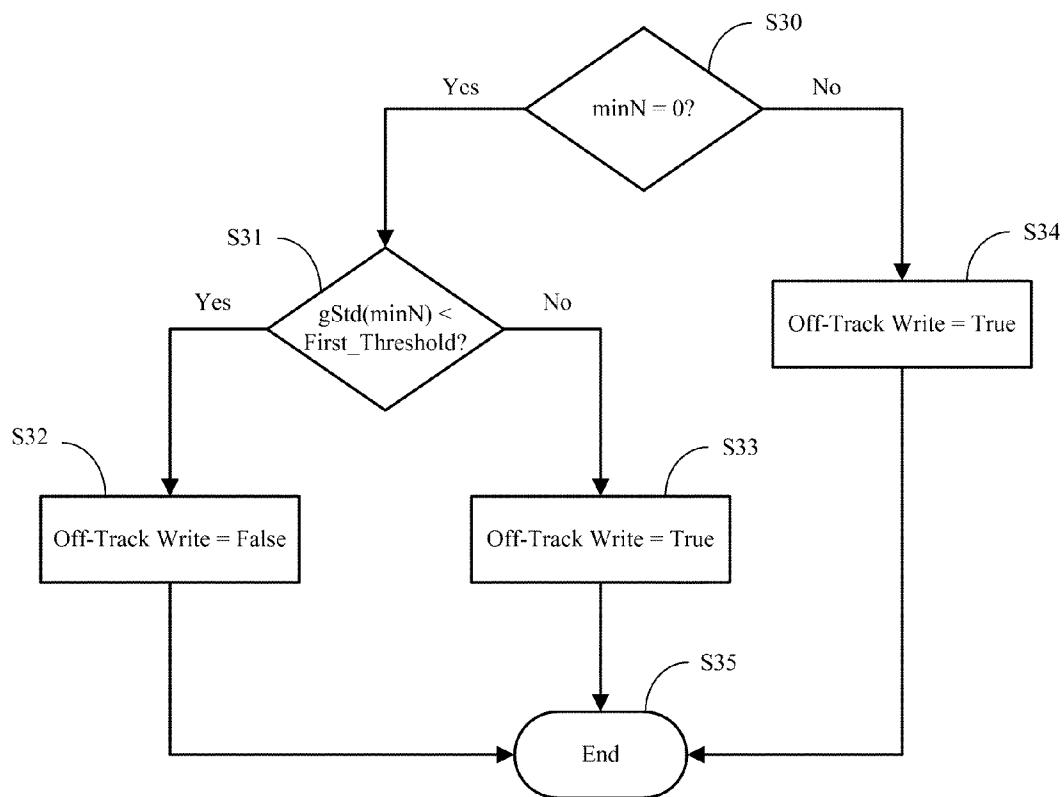 S30
minN = 0?
Yes
No
S31
S34
gStd(minN) <
First_Threshold?
Yes
No
Off-Track Write = True
S32
S33
Off-Track Write = False
Off-Track Write = True
S35
End